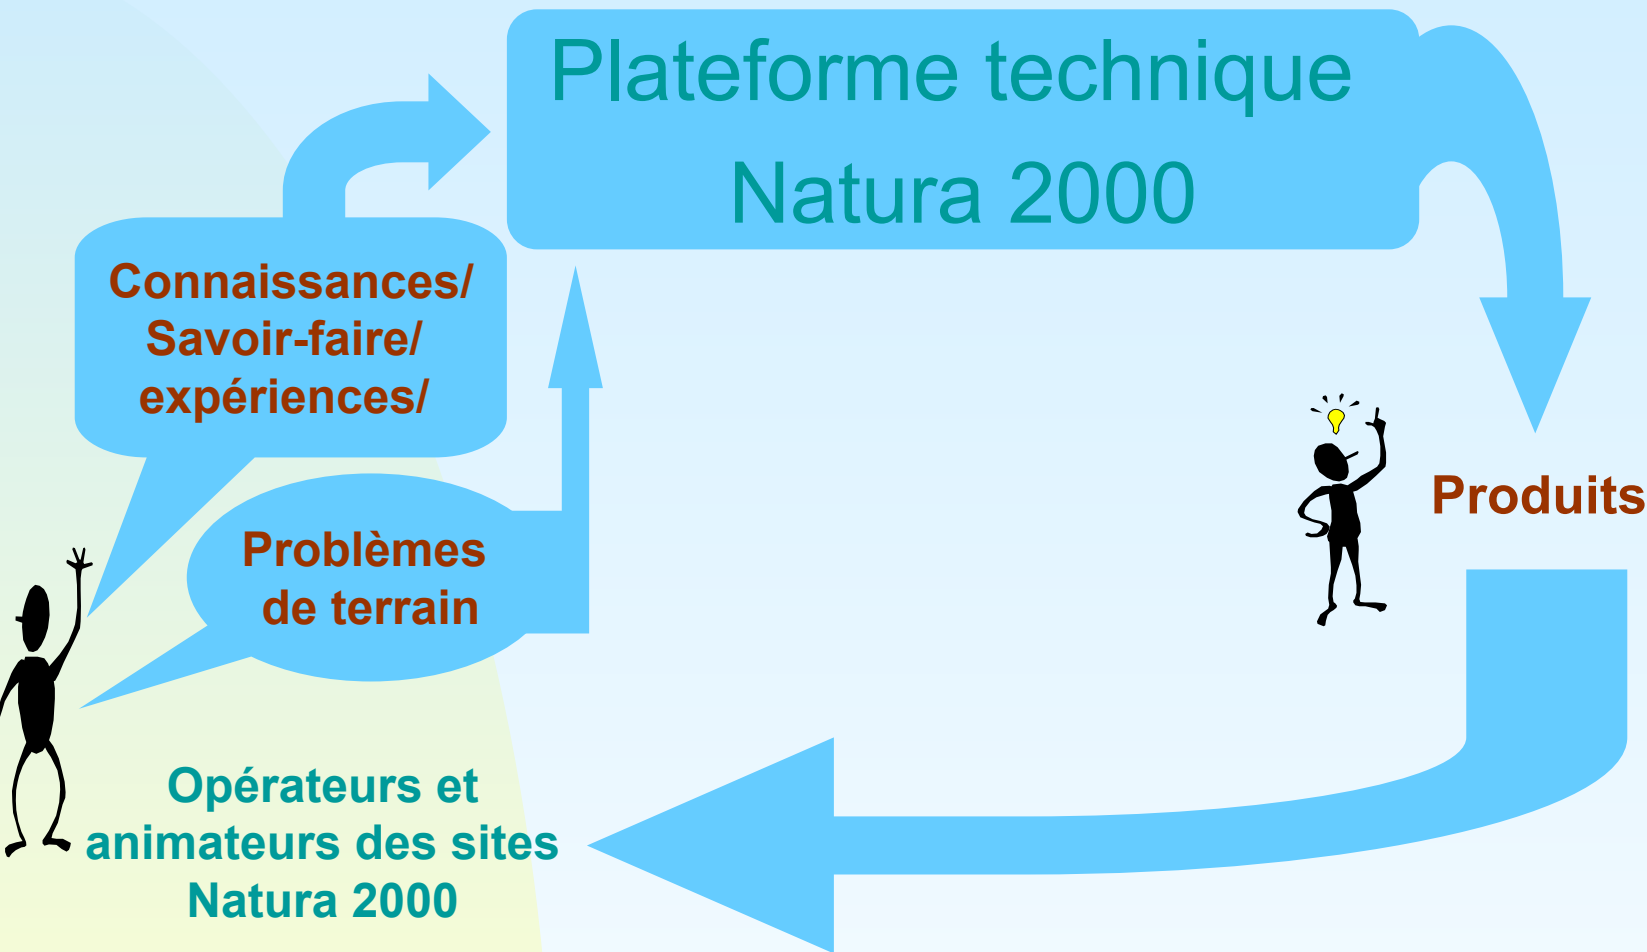 Plateforme technique
Natura 2000
Connaissances/
Savoir-faire/
expériences/
Problèmes
de terrain
Produits
Opérateurs et
animateurs des sites
Natura 2000